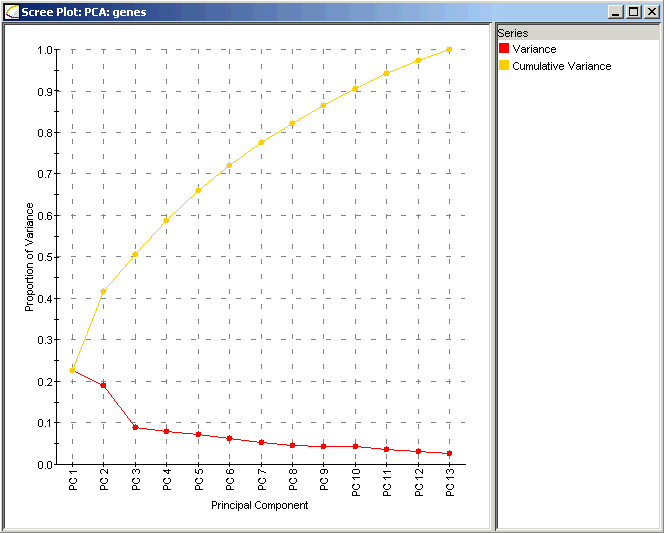 Scree Plot: PCA: genes
Series
Variance
Cumulative Variance
1.0
0.9
0.8
0.7
0.6
0.5
0.4
0.3
0.2
0.1
0.0
Proportion of Variance
PC 1
PC 2
PC 3
PC 4
PC 5
PC 6
PC 7
PC 8
PC 9
PC 10
PC 11
PC 12
PC 13
Principal Component